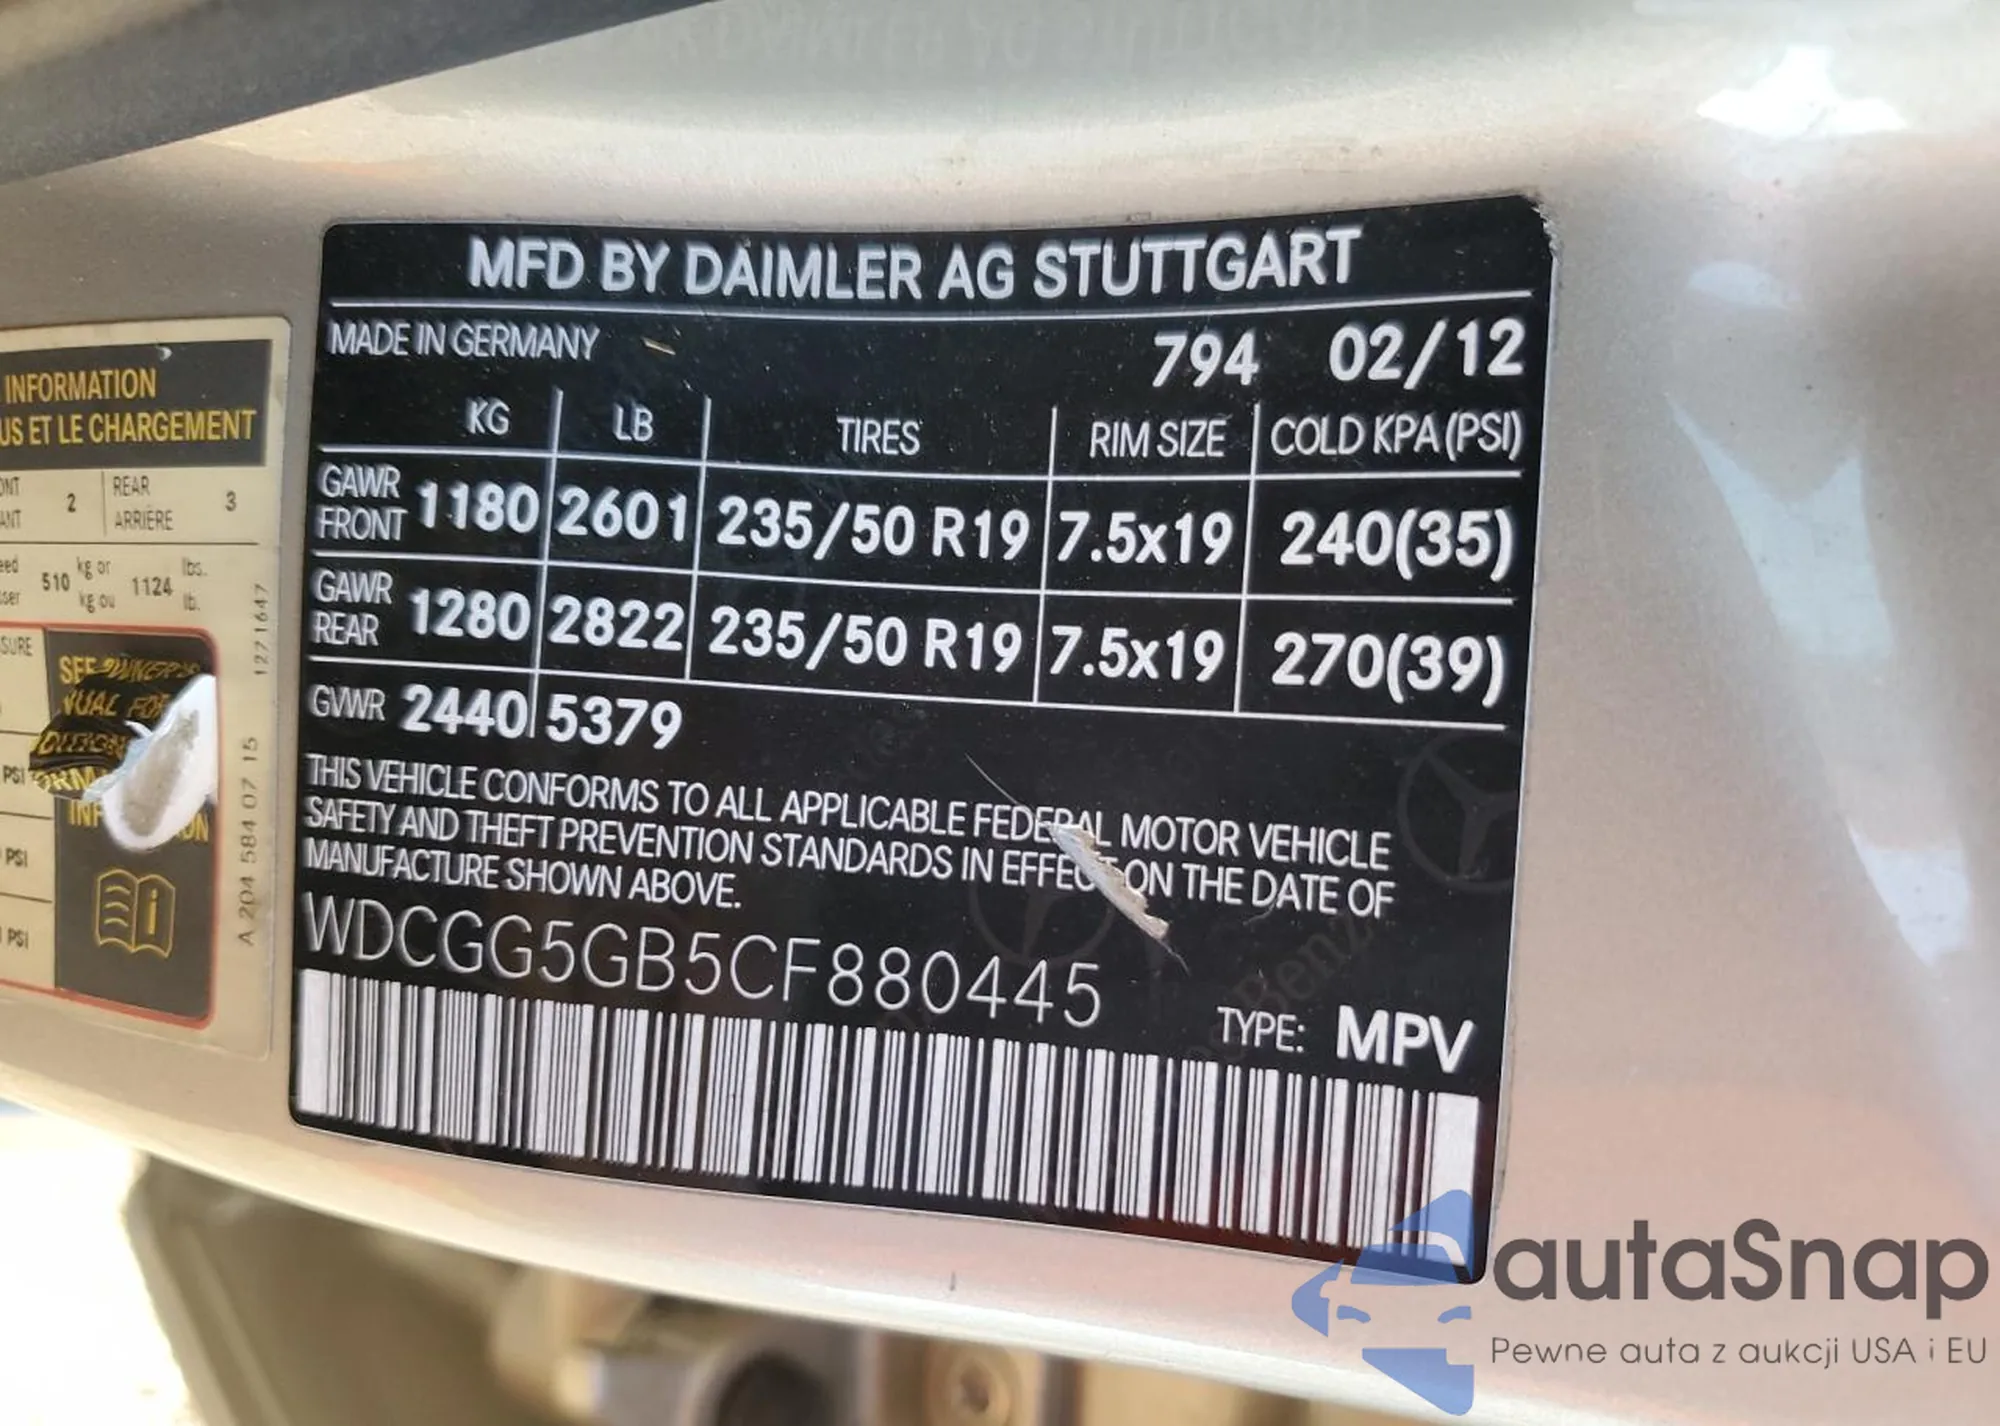 MFD BY DAIMLER AG STUTTGART
MADE IN GERMANY 794 02/12
KG LB TIRES RIM SIZE COLD KPA (PSI)
GAWR FRONT 1180 2601 235/50 R19 7.5x19 240(35)
GAWR REAR 1280 2822 235/50 R19 7.5x19 270(39)
GVWR 2440 5379
THIS VEHICLE CONFORMS TO ALL APPLICABLE FEDERAL MOTOR VEHICLE
SAFETY AND THEFT PREVENTION STANDARDS IN EFFECT ON THE DATE OF
MANUFACTURE SHOWN ABOVE.
WDCGG5GB5CF880445
TYPE: MPV
INFORMATION
ET LE CHARGEMENT
2 REAR 3
ARRIÈRE
510 kg or 1124 lbs.
kg ou lb.
SEE OWNER'S
FOR
PSI
PSI
PSI
1271647
A 204 584 07 15
autaSnap
Pewne auta z aukcji USA i EU